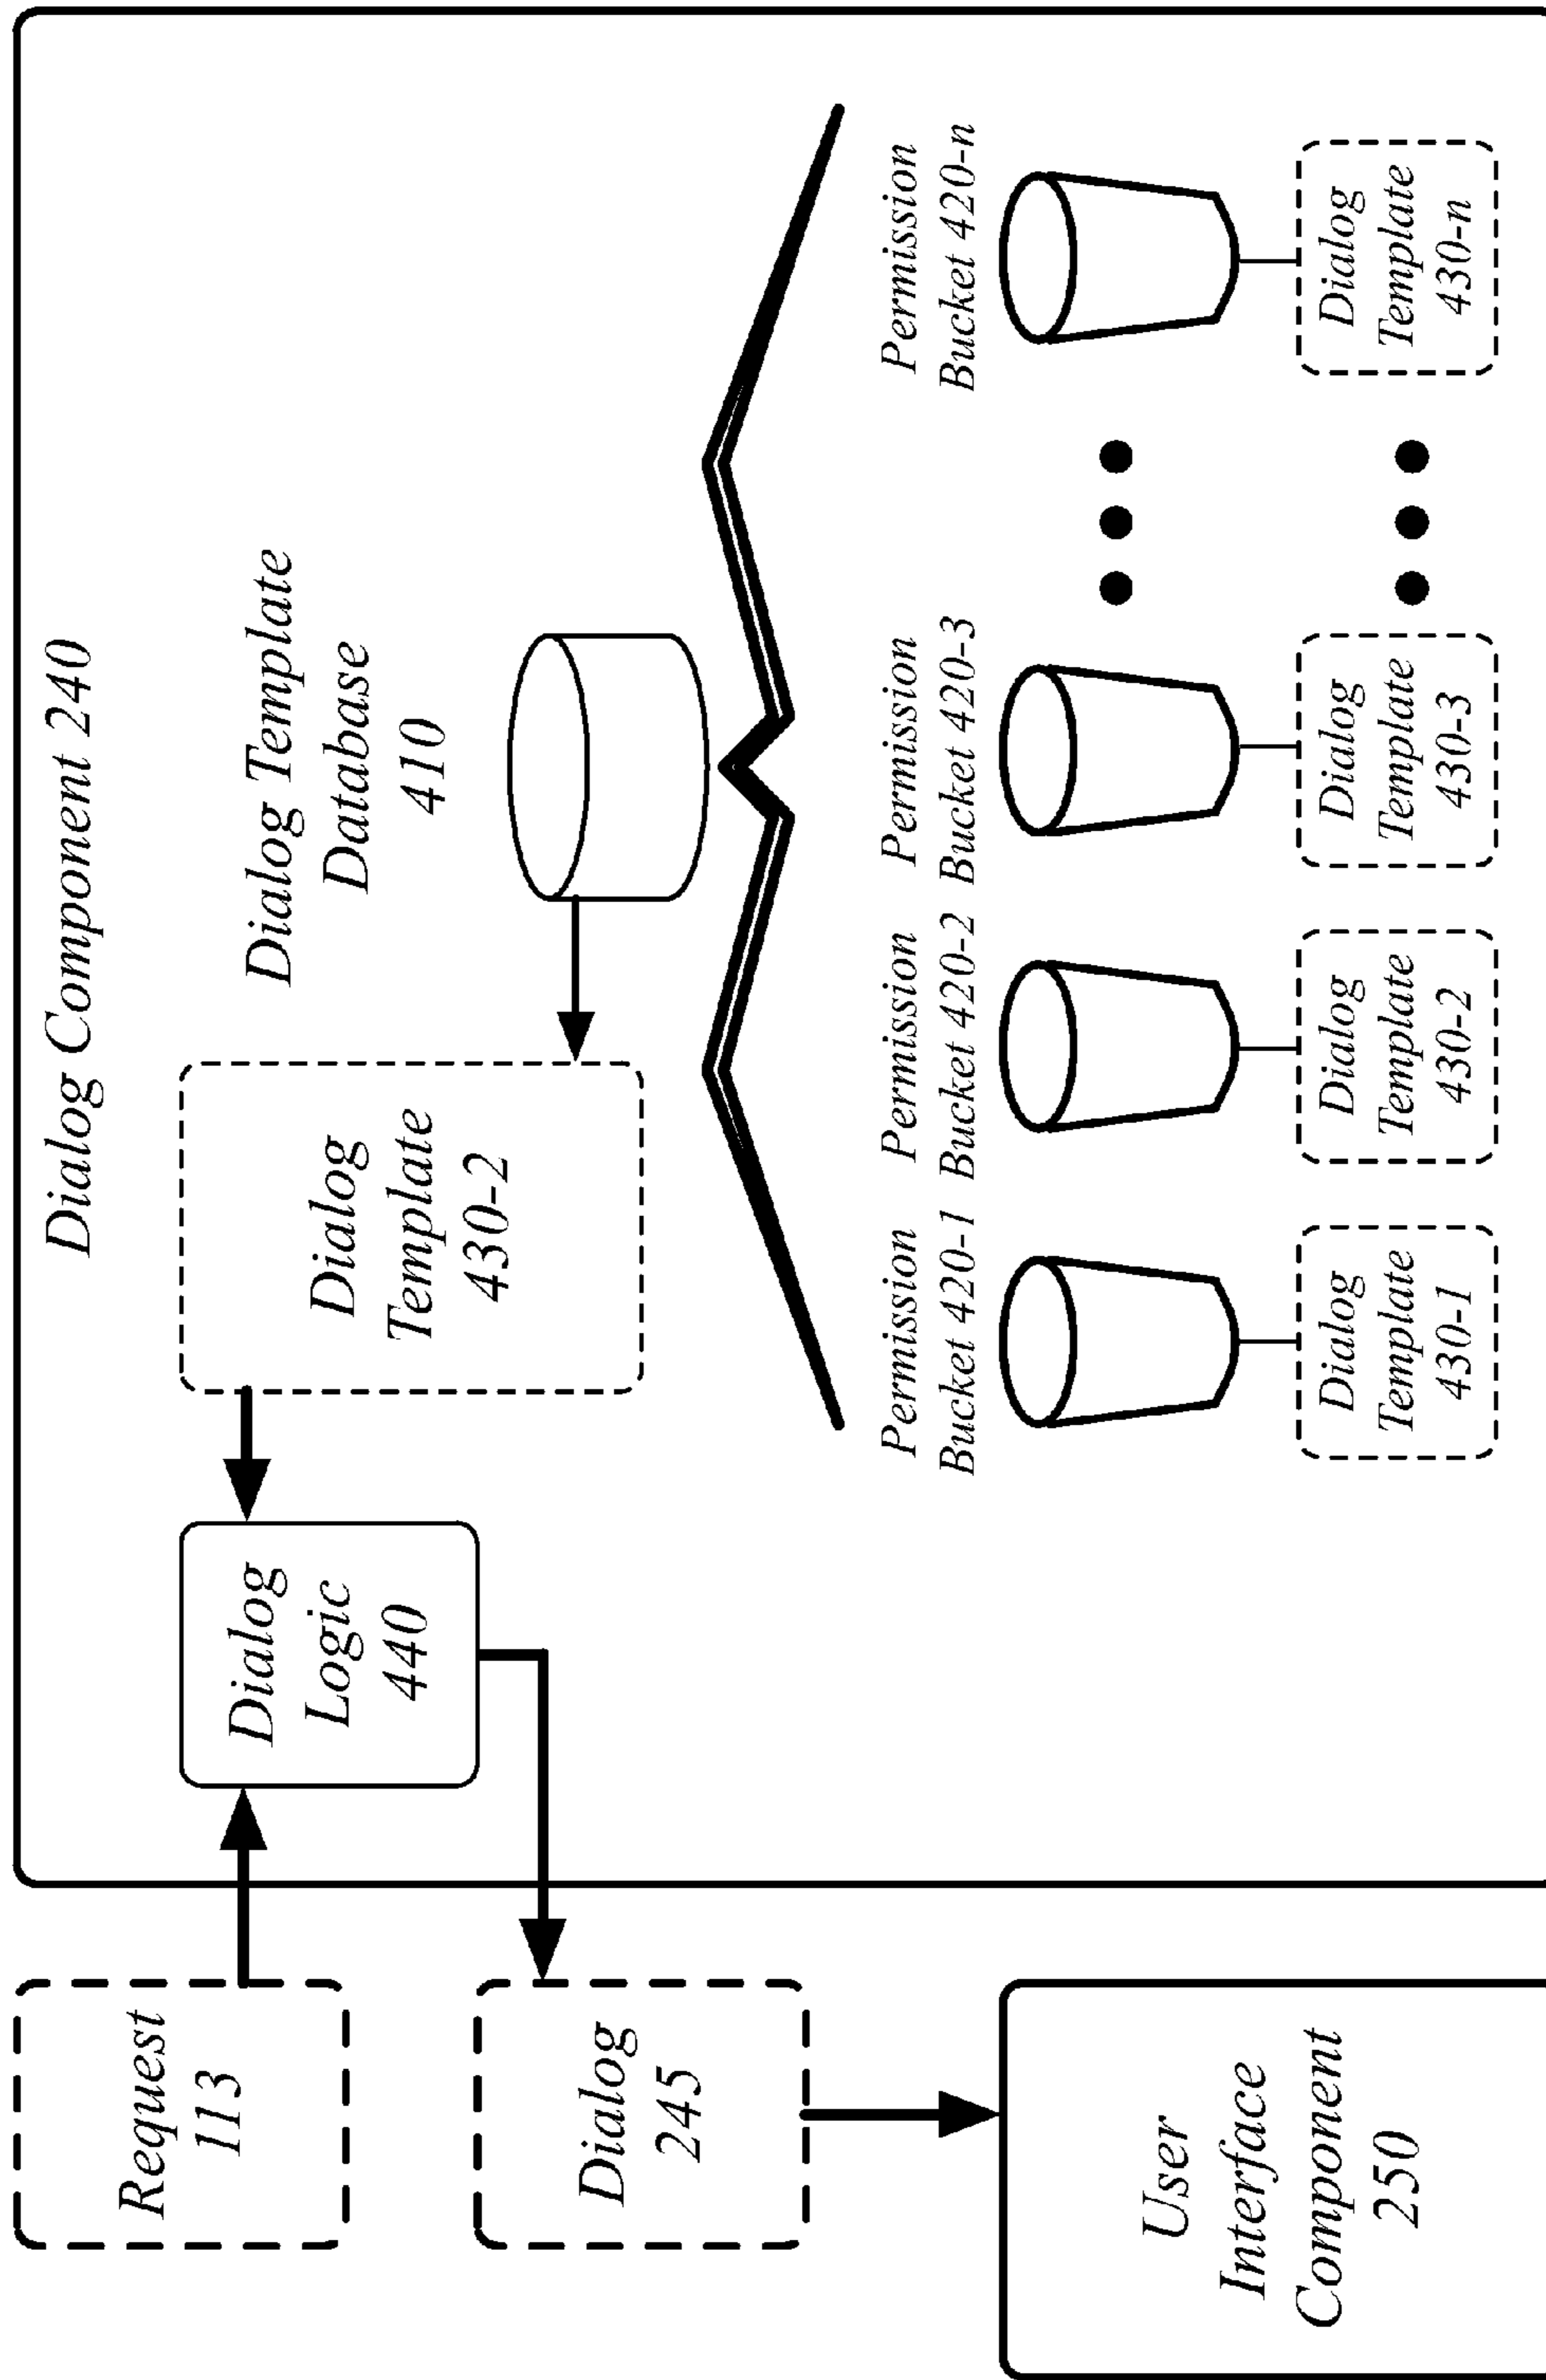 Request
113
Dialog
245
User
Interface
Component
250
Dialog Component 240
Dialog
Logic
440
Dialog
Template
430-2
Dialog Template
Database
410
Permission
Bucket 420-1
Permission
Bucket 420-2
Permission
Bucket 420-3
Permission
Bucket 420-n
Dialog
Template
430-1
Dialog
Template
430-2
Dialog
Template
430-3
Dialog
Template
430-n